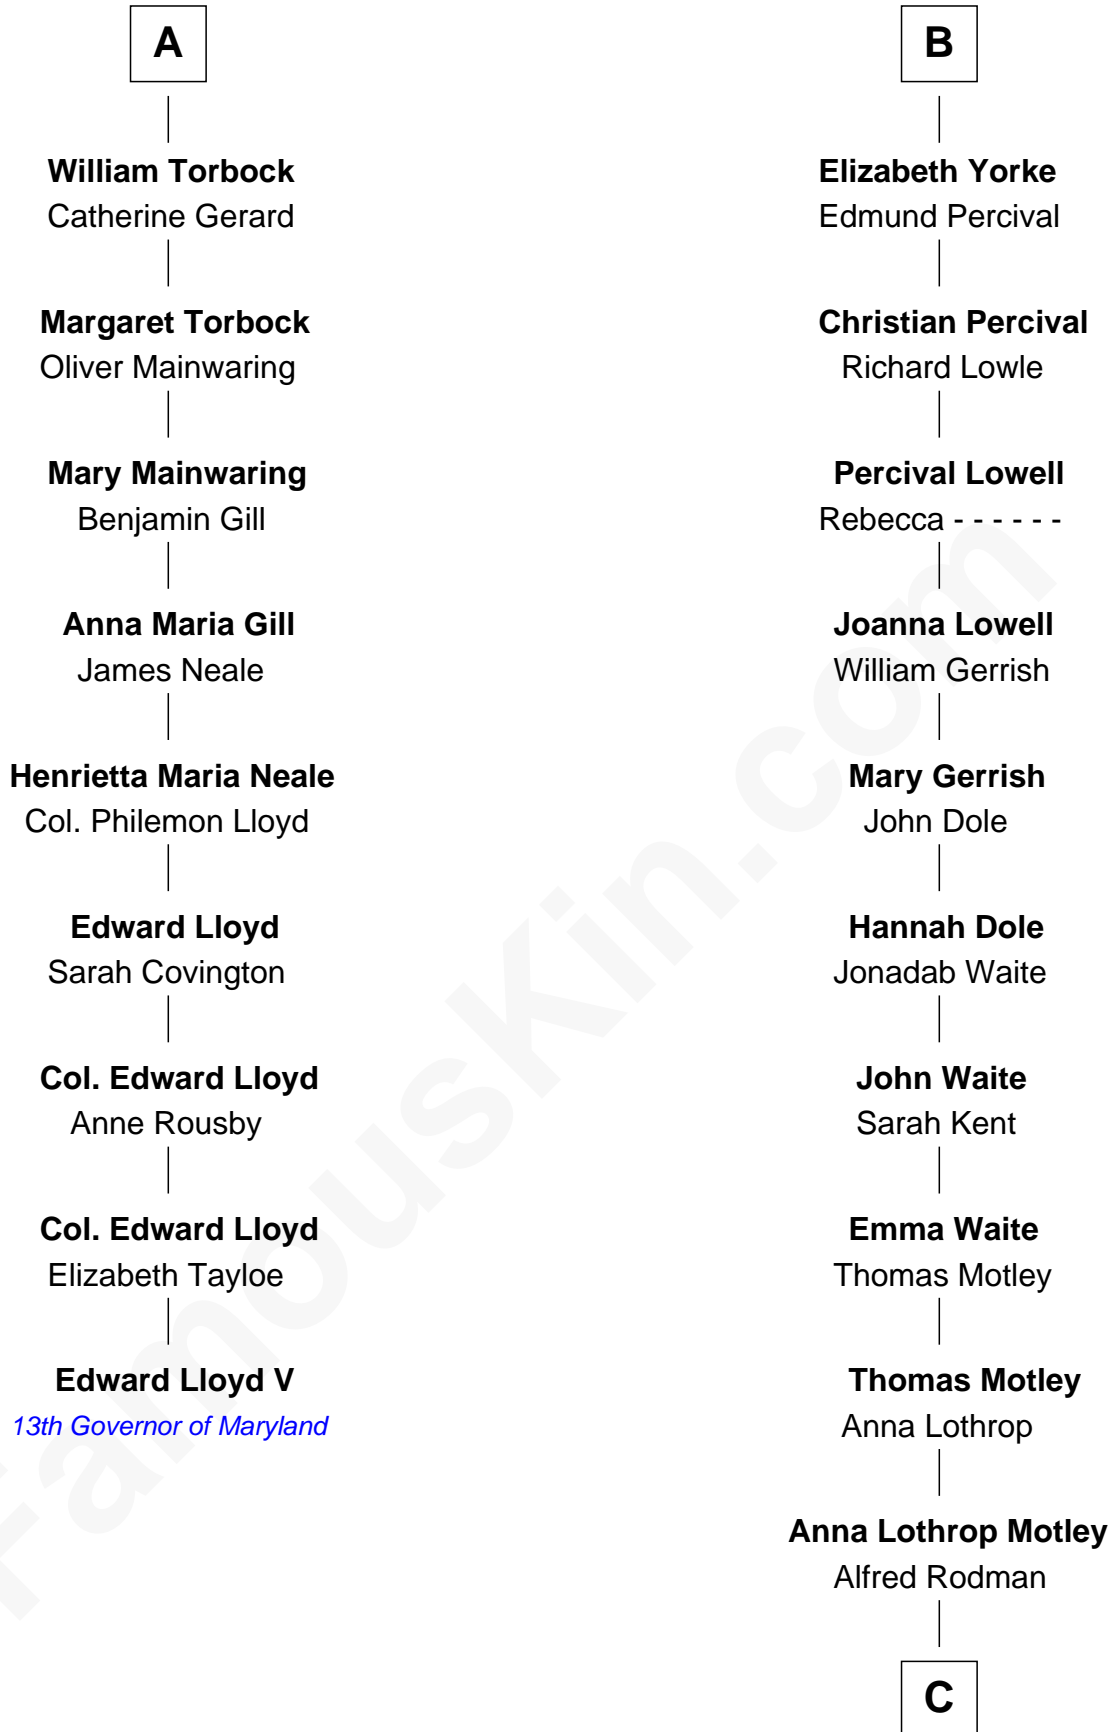 A
William Torbock
Catherine Gerard
Margaret Torbock
Oliver Mainwaring
Mary Mainwaring
Benjamin Gill
Anna Maria Gill
James Neale
Henrietta Maria Neale
Col. Philemon Lloyd
Edward Lloyd
Sarah Covington
Col. Edward Lloyd
Anne Rousby
Col. Edward Lloyd
Elizabeth Tayloe
Edward Lloyd V
13th Governor of Maryland
B
Elizabeth Yorke
Edmund Percival
Christian Percival
Richard Lowle
Percival Lowell
Rebecca - - - - - -
Joanna Lowell
William Gerrish
Mary Gerrish
John Dole
Hannah Dole
Jonadab Waite
John Waite
Sarah Kent
Emma Waite
Thomas Motley
Thomas Motley
Anna Lothrop
Anna Lothrop Motley
Alfred Rodman
C
FamousKin.com